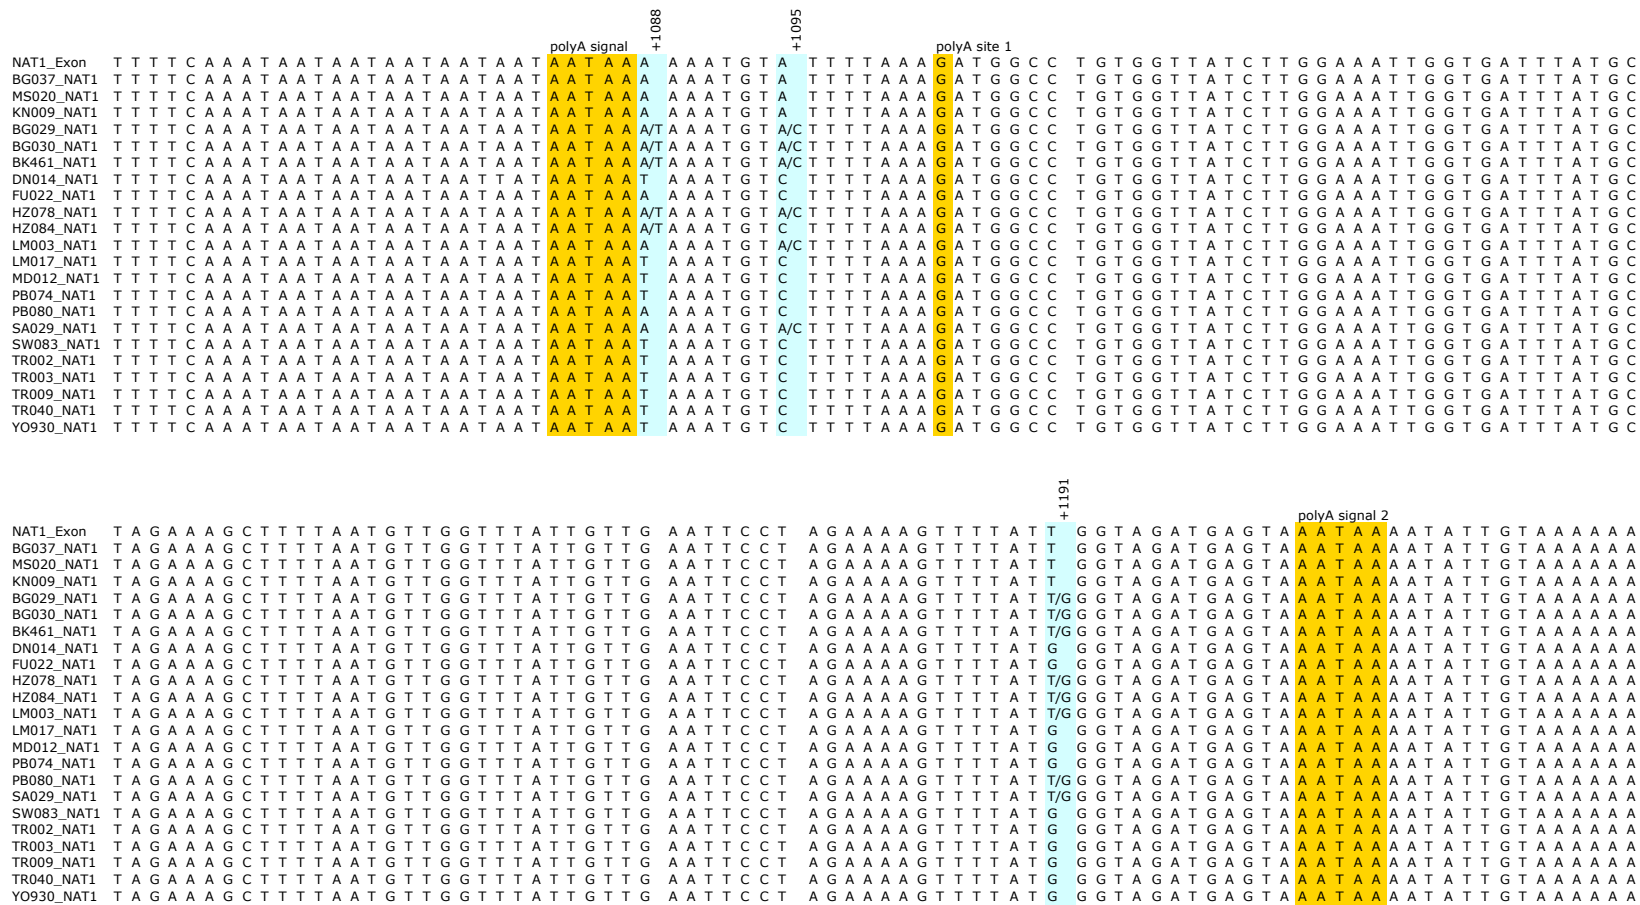 +1088
+1095
polyA signal
polyA site 1
NAT1_Exon T T T T C A A A T A A T A A T A A T A A T A A T A A T A A A A A A T G T A T T T T A A A G A T G G C C T G T G G T T A T C T T G G A A A T T G G T G A T T T A T G C
BG037_NAT1 T T T T C A A A T A A T A A T A A T A A T A A T A A T A A A A A A T G T A T T T T A A A G A T G G C C T G T G G T T A T C T T G G A A A T T G G T G A T T T A T G C
MS020_NAT1 T T T T C A A A T A A T A A T A A T A A T A A T A A T A A A A A A T G T A T T T T A A A G A T G G C C T G T G G T T A T C T T G G A A A T T G G T G A T T T A T G C
KN009_NAT1 T T T T C A A A T A A T A A T A A T A A T A A T A A T A A A A A A T G T A T T T T A A A G A T G G C C T G T G G T T A T C T T G G A A A T T G G T G A T T T A T G C
BG029_NAT1 T T T T C A A A T A A T A A T A A T A A T A A T A A T A A A/T A A A T G T A/C T T T T A A A G A T G G C C T G T G G T T A T C T T G G A A A T T G G T G A T T T A T G C
BG030_NAT1 T T T T C A A A T A A T A A T A A T A A T A A T A A T A A A/T A A A T G T A/C T T T T A A A G A T G G C C T G T G G T T A T C T T G G A A A T T G G T G A T T T A T G C
BK461_NAT1 T T T T C A A A T A A T A A T A A T A A T A A T A A T A A A/T A A A T G T A/C T T T T A A A G A T G G C C T G T G G T T A T C T T G G A A A T T G G T G A T T T A T G C
DN014_NAT1 T T T T C A A A T A A T A A T A A T A A T T A T A A T A A T A A A T G T C T T T T A A A G A T G G C C T G T G G T T A T C T T G G A A A T T G G T G A T T T A T G C
FU022_NAT1 T T T T C A A A T A A T A A T A A T A A T A A T A A T A A A A A A T G T C T T T T A A A G A T G G C C T G T G G T T A T C T T G G A A A T T G G T G A T T T A T G C
HZ078_NAT1 T T T T C A A A T A A T A A T A A T A A T A A T A A T A A A/T A A A T G T A/C T T T T A A A G A T G G C C T G T G G T T A T C T T G G A A A T T G G T G A T T T A T G C
HZ084_NAT1 T T T T C A A A T A A T A A T A A T A A T A A T A A T A A A/T A A A T G T C T T T T A A A G A T G G C C T G T G G T T A T C T T G G A A A T T G G T G A T T T A T G C
LM003_NAT1 T T T T C A A A T A A T A A T A A T A A T A A T A A T A A A A A A T G T A/C T T T T A A A G A T G G C C T G T G G T T A T C T T G G A A A T T G G T G A T T T A T G C
LM017_NAT1 T T T T C A A A T A A T A A T A A T A A T A A T A A T A A T A A A T G T C T T T T A A A G A T G G C C T G T G G T T A T C T T G G A A A T T G G T G A T T T A T G C
MD012_NAT1 T T T T C A A A T A A T A A T A A T A A T A A T A A T A A T A A A T G T C T T T T A A A G A T G G C C T G T G G T T A T C T T G G A A A T T G G T G A T T T A T G C
PB074_NAT1 T T T T C A A A T A A T A A T A A T A A T A A T A A T A A T A A A T G T C T T T T A A A G A T G G C C T G T G G T T A T C T T G G A A A T T G G T G A T T T A T G C
PB080_NAT1 T T T T C A A A T A A T A A T A A T A A T A A T A A T A A A A A A T G T C T T T T A A A G A T G G C C T G T G G T T A T C T T G G A A A T T G G T G A T T T A T G C
SA029_NAT1 T T T T C A A A T A A T A A T A A T A A T A A T A A T A A A A A A T G T A/C T T T T A A A G A T G G C C T G T G G T T A T C T T G G A A A T T G G T G A T T T A T G C
SW083_NAT1 T T T T C A A A T A A T A A T A A T A A T A A T A A T A A T A A A T G T C T T T T A A A G A T G G C C T G T G G T T A T C T T G G A A A T T G G T G A T T T A T G C
TR002_NAT1 T T T T C A A A T A A T A A T A A T A A T A A T A A T A A T A A A T G T C T T T T A A A G A T G G C C T G T G G T T A T C T T G G A A A T T G G T G A T T T A T G C
TR003_NAT1 T T T T C A A A T A A T A A T A A T A A T A A T A A T A A T A A A T G T C T T T T A A A G A T G G C C T G T G G T T A T C T T G G A A A T T G G T G A T T T A T G C
TR009_NAT1 T T T T C A A A T A A T A A T A A T A A T A A T A A T A A T A A A T G T C T T T T A A A G A T G G C C T G T G G T T A T C T T G G A A A T T G G T G A T T T A T G C
TR040_NAT1 T T T T C A A A T A A T A A T A A T A A T A A T A A T A A T A A A T G T C T T T T A A A G A T G G C C T G T G G T T A T C T T G G A A A T T G G T G A T T T A T G C
YO930_NAT1 T T T T C A A A T A A T A A T A A T A A T A A T A A T A A T A A A T G T C T T T T A A A G A T G G C C T G T G G T T A T C T T G G A A A T T G G T G A T T T A T G C
+1191
polyA signal 2
NAT1_Exon T A G A A A G C T T T T A A T G T T G G T T T A T T G T T G A A T T C C T A G A A A A G T T T T A T T G G T A G A T G A G T A A A T A A A A T A T T G T A A A A A A
BG037_NAT1 T A G A A A G C T T T T A A T G T T G G T T T A T T G T T G A A T T C C T A G A A A A G T T T T A T T G G T A G A T G A G T A A A T A A A A T A T T G T A A A A A A
MS020_NAT1 T A G A A A G C T T T T A A T G T T G G T T T A T T G T T G A A T T C C T A G A A A A G T T T T A T T G G T A G A T G A G T A A A T A A A A T A T T G T A A A A A A
KN009_NAT1 T A G A A A G C T T T T A A T G T T G G T T T A T T G T T G A A T T C C T A G A A A A G T T T T A T T G G T A G A T G A G T A A A T A A A A T A T T G T A A A A A A
BG029_NAT1 T A G A A A G C T T T T A A T G T T G G T T T A T T G T T G A A T T C C T A G A A A A G T T T T A T T/G G G T A G A T G A G T A A A T A A A A T A T T G T A A A A A A
BG030_NAT1 T A G A A A G C T T T T A A T G T T G G T T T A T T G T T G A A T T C C T A G A A A A G T T T T A T T/G G G T A G A T G A G T A A A T A A A A T A T T G T A A A A A A
BK461_NAT1 T A G A A A G C T T T T A A T G T T G G T T T A T T G T T G A A T T C C T A G A A A A G T T T T A T T/G G G T A G A T G A G T A A A T A A A A T A T T G T A A A A A A
DN014_NAT1 T A G A A A G C T T T T A A T G T T G G T T T A T T G T T G A A T T C C T A G A A A A G T T T T A T G G G T A G A T G A G T A A A T A A A A T A T T G T A A A A A A
FU022_NAT1 T A G A A A G C T T T T A A T G T T G G T T T A T T G T T G A A T T C C T A G A A A A G T T T T A T G G G T A G A T G A G T A A A T A A A A T A T T G T A A A A A A
HZ078_NAT1 T A G A A A G C T T T T A A T G T T G G T T T A T T G T T G A A T T C C T A G A A A A G T T T T A T T/G G G T A G A T G A G T A A A T A A A A T A T T G T A A A A A A
HZ084_NAT1 T A G A A A G C T T T T A A T G T T G G T T T A T T G T T G A A T T C C T A G A A A A G T T T T A T T/G G G T A G A T G A G T A A A T A A A A T A T T G T A A A A A A
LM003_NAT1 T A G A A A G C T T T T A A T G T T G G T T T A T T G T T G A A T T C C T A G A A A A G T T T T A T T/G G G T A G A T G A G T A A A T A A A A T A T T G T A A A A A A
LM017_NAT1 T A G A A A G C T T T T A A T G T T G G T T T A T T G T T G A A T T C C T A G A A A A G T T T T A T G G G T A G A T G A G T A A A T A A A A T A T T G T A A A A A A
MD012_NAT1 T A G A A A G C T T T T A A T G T T G G T T T A T T G T T G A A T T C C T A G A A A A G T T T T A T G G G T A G A T G A G T A A A T A A A A T A T T G T A A A A A A
PB074_NAT1 T A G A A A G C T T T T A A T G T T G G T T T A T T G T T G A A T T C C T A G A A A A G T T T T A T G G G T A G A T G A G T A A A T A A A A T A T T G T A A A A A A
PB080_NAT1 T A G A A A G C T T T T A A T G T T G G T T T A T T G T T G A A T T C C T A G A A A A G T T T T A T T/G G G T A G A T G A G T A A A T A A A A T A T T G T A A A A A A
SA029_NAT1 T A G A A A G C T T T T A A T G T T G G T T T A T T G T T G A A T T C C T A G A A A A G T T T T A T T/G G G T A G A T G A G T A A A T A A A A T A T T G T A A A A A A
SW083_NAT1 T A G A A A G C T T T T A A T G T T G G T T T A T T G T T G A A T T C C T A G A A A A G T T T T A T G G G T A G A T G A G T A A A T A A A A T A T T G T A A A A A A
TR002_NAT1 T A G A A A G C T T T T A A T G T T G G T T T A T T G T T G A A T T C C T A G A A A A G T T T T A T G G G T A G A T G A G T A A A T A A A A T A T T G T A A A A A A
TR003_NAT1 T A G A A A G C T T T T A A T G T T G G T T T A T T G T T G A A T T C C T A G A A A A G T T T T A T G G G T A G A T G A G T A A A T A A A A T A T T G T A A A A A A
TR009_NAT1 T A G A A A G C T T T T A A T G T T G G T T T A T T G T T G A A T T C C T A G A A A A G T T T T A T G G G T A G A T G A G T A A A T A A A A T A T T G T A A A A A A
TR040_NAT1 T A G A A A G C T T T T A A T G T T G G T T T A T T G T T G A A T T C C T A G A A A A G T T T T A T G G G T A G A T G A G T A A A T A A A A T A T T G T A A A A A A
YO930_NAT1 T A G A A A G C T T T T A A T G T T G G T T T A T T G T T G A A T T C C T A G A A A A G T T T T A T G G G T A G A T G A G T A A A T A A A A T A T T G T A A A A A A